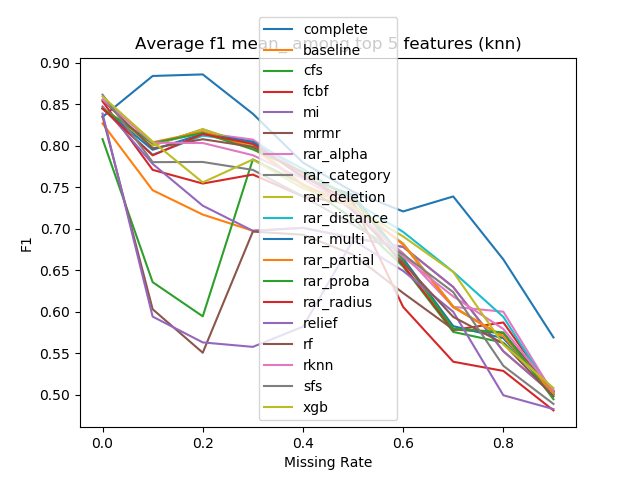 Average f1 mean_ among top 5 features (knn)
complete
baseline
cfs
fcbf
mi
mrmr
rar_alpha
rar_category
rar_deletion
rar_distance
rar_multi
rar_partial
rar_proba
rar_radius
relief
rf
rknn
sfs
xgb
F1
0.90
0.85
0.80
0.75
0.70
0.65
0.60
0.55
0.50
0.0 0.2 0.4 0.6 0.8
Missing Rate